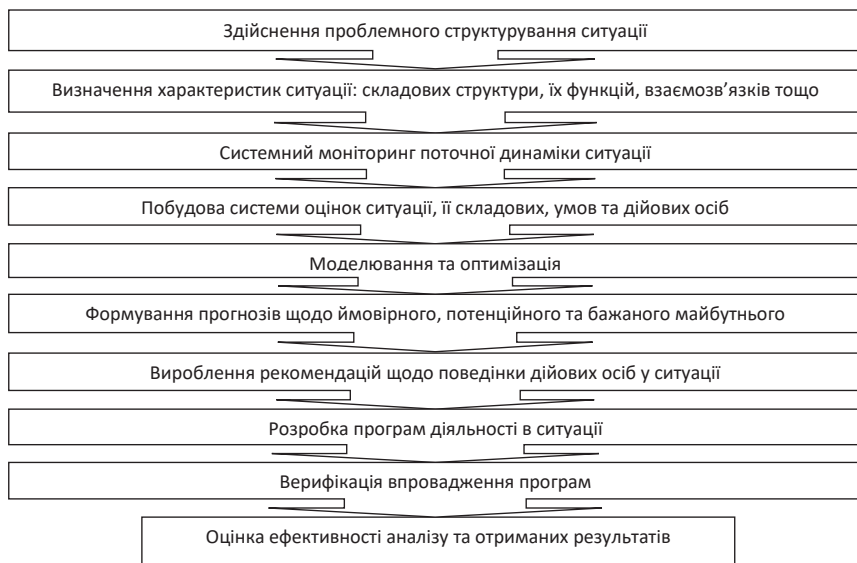 Здійснення проблемного структурування ситуації
Визначення характеристик ситуації: складових структури, їх функцій, взаємозв’язків тощо
Системний моніторинг поточної динаміки ситуації
Побудова системи оцінок ситуації, її складових, умов та дійових осіб
Моделювання та оптимізація
Формування прогнозів щодо ймовірного, потенційного та бажаного майбутнього
Вироблення рекомендацій щодо поведінки дійових осіб у ситуації
Розробка програм діяльності в ситуації
Верифікація впровадження програм
Оцінка ефективності аналізу та отриманих результатів